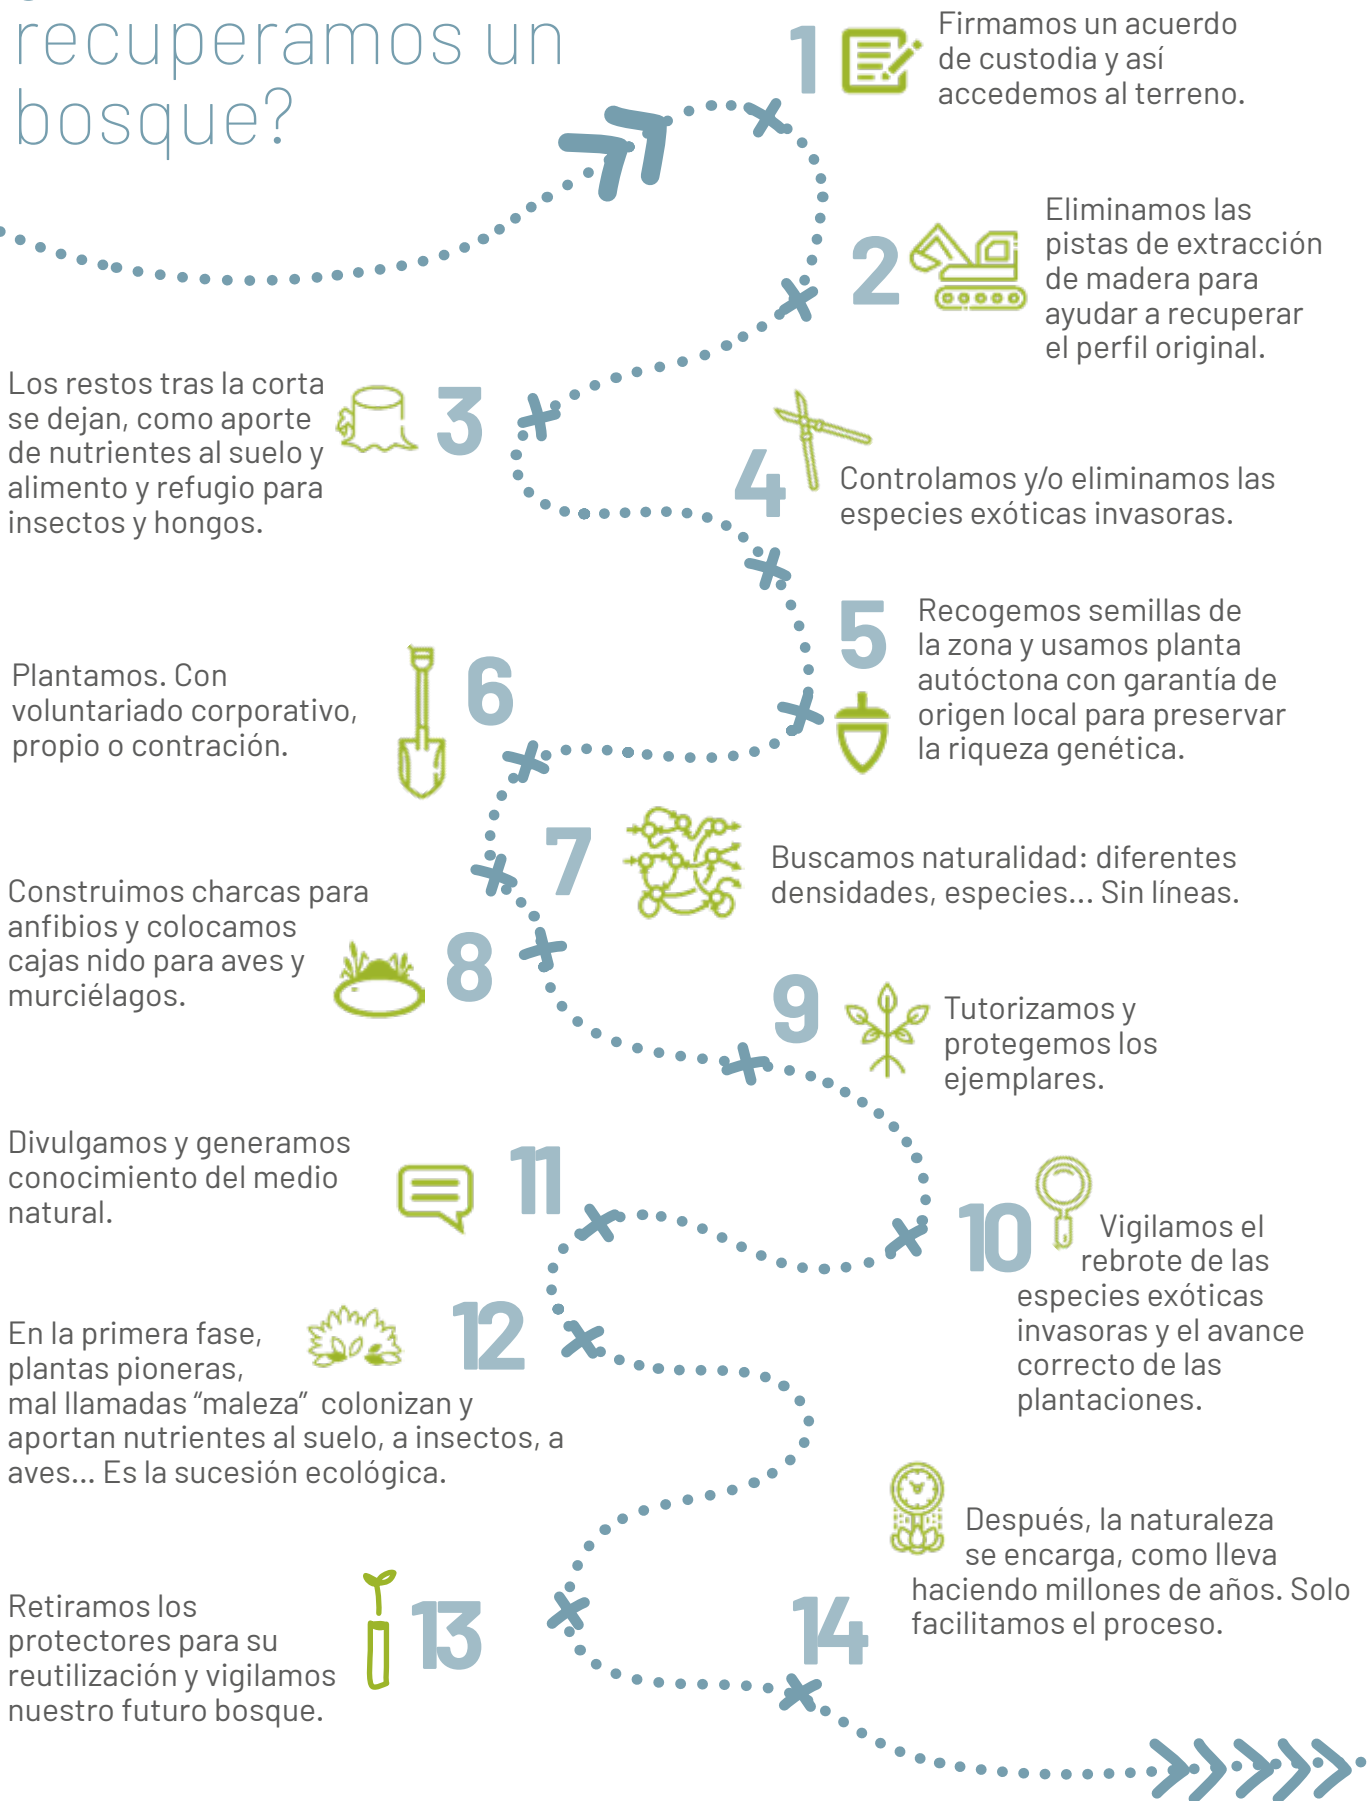 recuperamos un
bosque?
1
Firmamos un acuerdo
de custodia y así
accedemos al terreno.
2
Eliminamos las
pistas de extracción
de madera para
ayudar a recuperar
el perfil original.
Los restos tras la corta
se dejan, como aporte
de nutrientes al suelo y
alimento y refugio para
insectos y hongos.
3
4
Controlamos y/o eliminamos las
especies exóticas invasoras.
5
Recogemos semillas de
la zona y usamos planta
autóctona con garantía de
origen local para preservar
la riqueza genética.
Plantamos. Con
voluntariado corporativo,
propio o contración.
6
7
Buscamos naturalidad: diferentes
densidades, especies... Sin líneas.
Construimos charcas para
anfibios y colocamos
cajas nido para aves y
murciélagos.
8
9
Tutorizamos y
protegemos los
ejemplares.
10
Vigilamos el
rebrote de las
especies exóticas
invasoras y el avance
correcto de las
plantaciones.
Divulgamos y generamos
conocimiento del medio
natural.
11
12
En la primera fase,
plantas pioneras,
mal llamadas “maleza” colonizan y
aportan nutrientes al suelo, a insectos, a
aves... Es la sucesión ecológica.
Retiramos los
protectores para su
reutilización y vigilamos
nuestro futuro bosque.
13
14
Después, la naturaleza
se encarga, como lleva
haciendo millones de años. Solo
facilitamos el proceso.